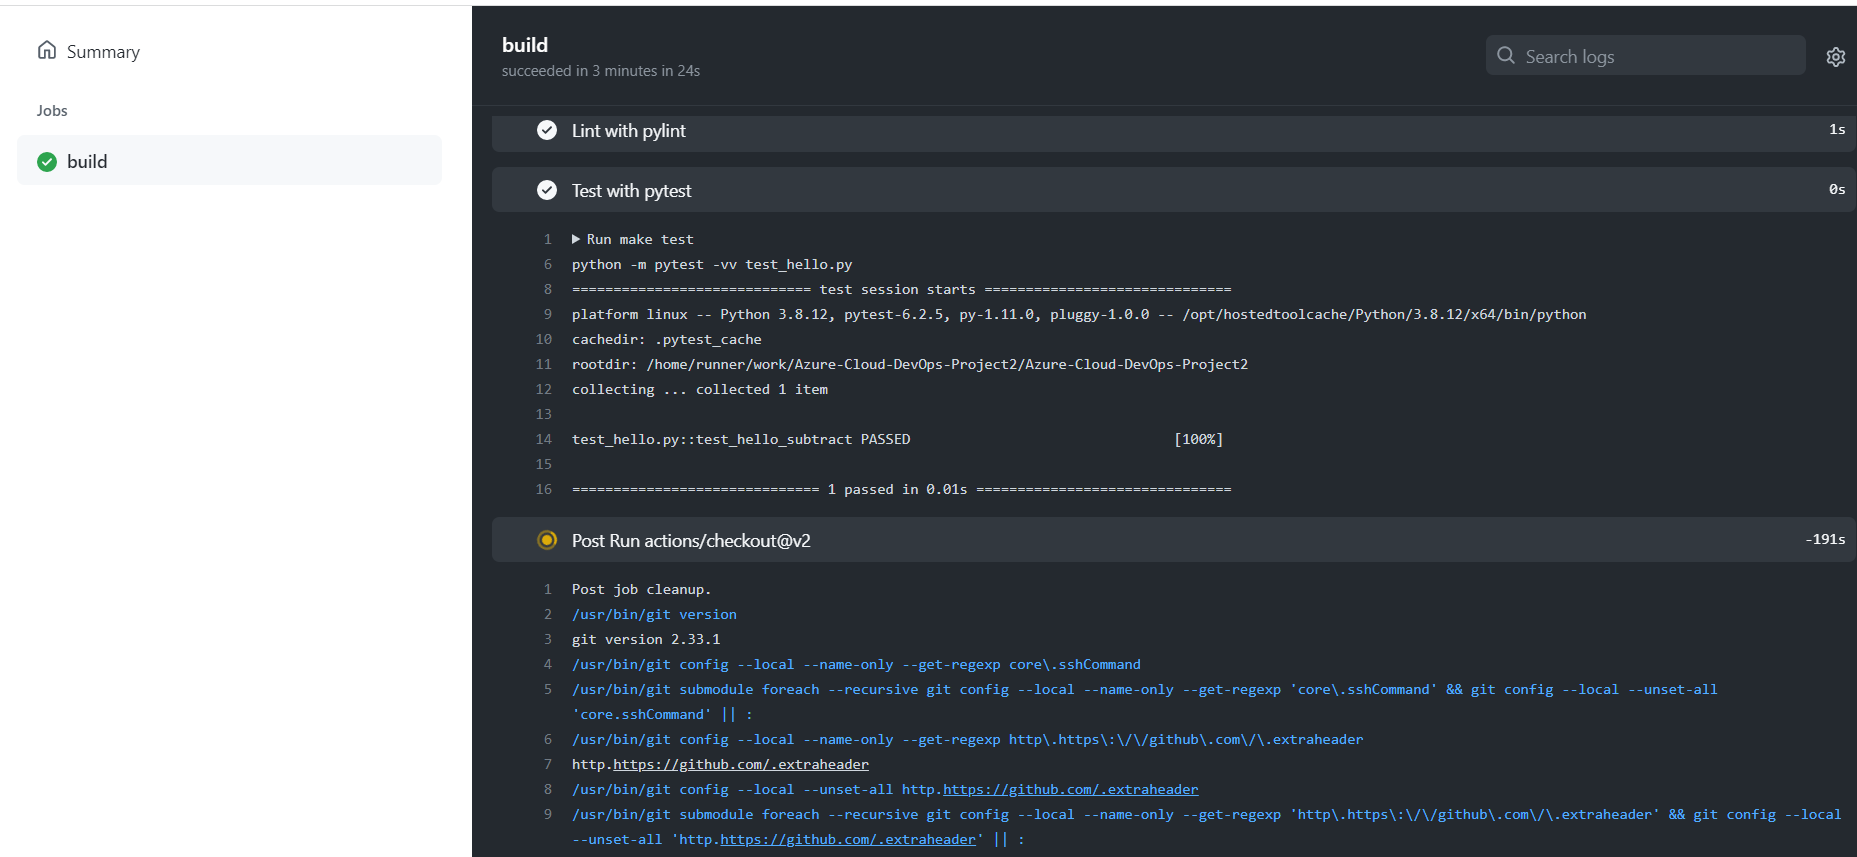 Summary
Jobs
build
build
succeeded in 3 minutes in 24s
Search logs
Lint with pylint 1s
Test with pytest 0s
1 Run make test
6 python -m pytest -vv test_hello.py
8 ============================= test session starts ==============================
9 platform linux -- Python 3.8.12, pytest-6.2.5, py-1.11.0, pluggy-1.0.0 -- /opt/hostedtoolcache/Python/3.8.12/x64/bin/python
10 cachedir: .pytest_cache
11 rootdir: /home/runner/work/Azure-Cloud-DevOps-Project2/Azure-Cloud-DevOps-Project2
12 collecting ... collected 1 item
13
14 test_hello.py::test_hello_subtract PASSED [100%]
15
16 ============================== 1 passed in 0.01s ===============================
Post Run actions/checkout@v2 -191s
1 Post job cleanup.
2 /usr/bin/git version
3 git version 2.33.1
4 /usr/bin/git config --local --name-only --get-regexp core\.sshCommand
5 /usr/bin/git submodule foreach --recursive git config --local --name-only --get-regexp 'core\.sshCommand' && git config --local --unset-all
'core.sshCommand' || :
6 /usr/bin/git config --local --name-only --get-regexp http\.https\:\/\/github\.com\/\.extraheader
7 http.https://github.com/.extraheader
8 /usr/bin/git config --local --unset-all http.https://github.com/.extraheader
9 /usr/bin/git submodule foreach --recursive git config --local --name-only --get-regexp 'http\.https\:\/\/github\.com\/\.extraheader' && git config --local
--unset-all 'http.https://github.com/.extraheader' || :